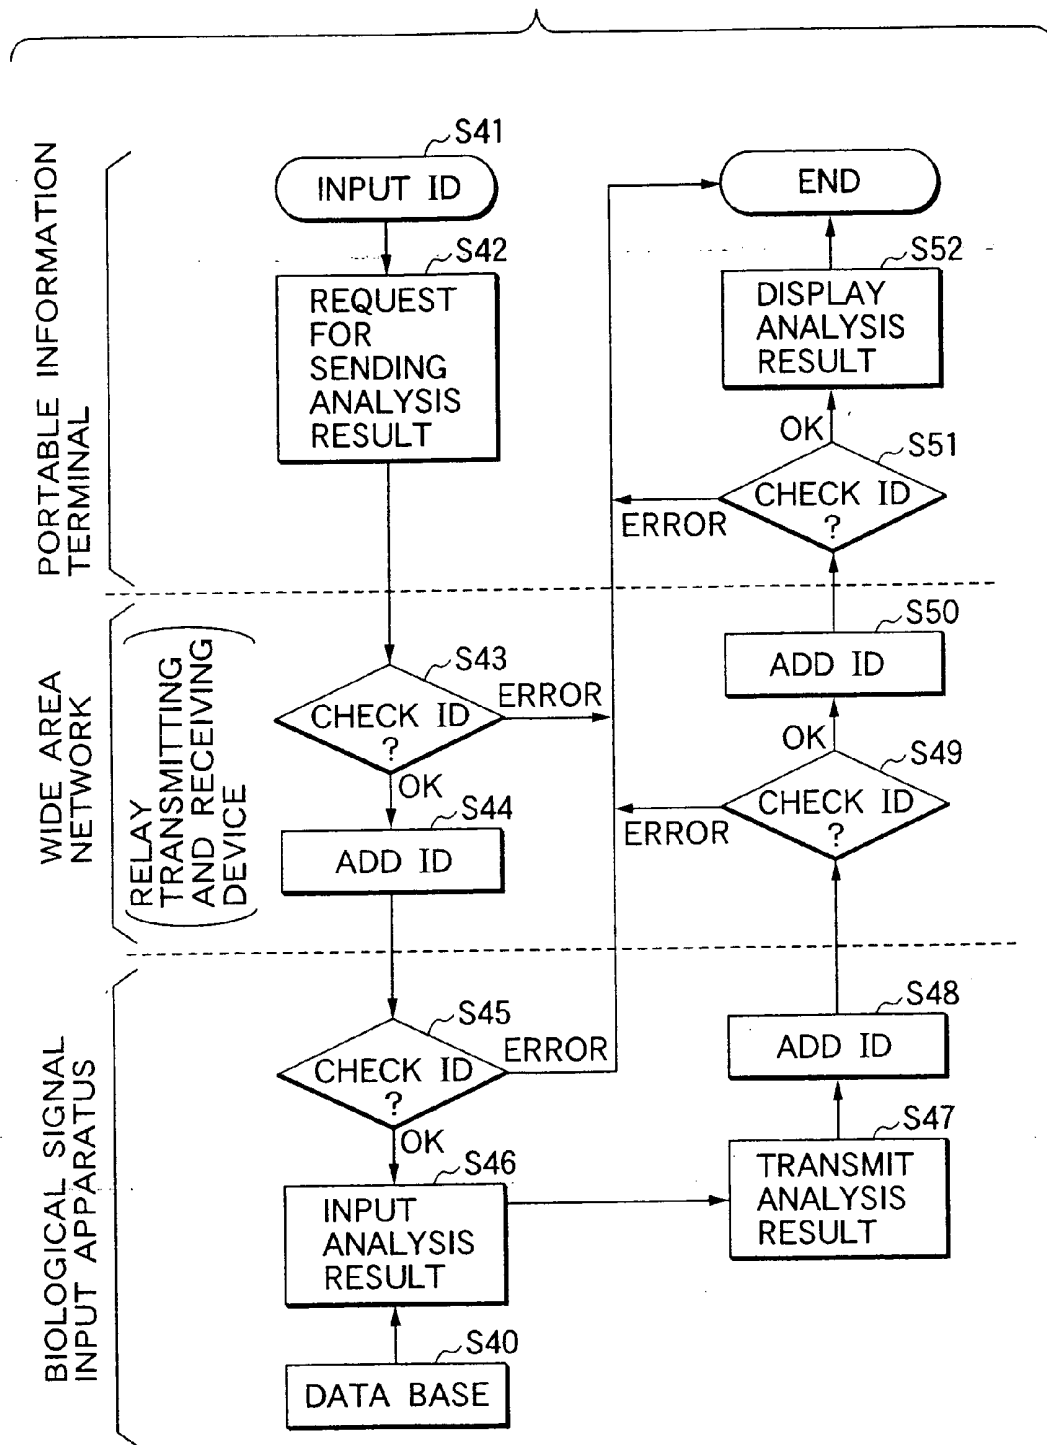 PORTABLE INFORMATION
TERMINAL
S41
INPUT ID
S42
REQUEST
FOR
SENDING
ANALYSIS
RESULT
END
S52
DISPLAY
ANALYSIS
RESULT
OK
S51
CHECK ID
?
ERROR
WIDE AREA
NETWORK
RELAY
TRANSMITTING
AND RECEIVING
DEVICE
S43
CHECK ID
?
ERROR
OK
S44
ADD ID
S50
ADD ID
OK
S49
CHECK ID
?
ERROR
BIOLOGICAL SIGNAL
INPUT APPARATUS
S45
CHECK ID
?
ERROR
OK
S46
INPUT
ANALYSIS
RESULT
S40
DATA BASE
S48
ADD ID
S47
TRANSMIT
ANALYSIS
RESULT